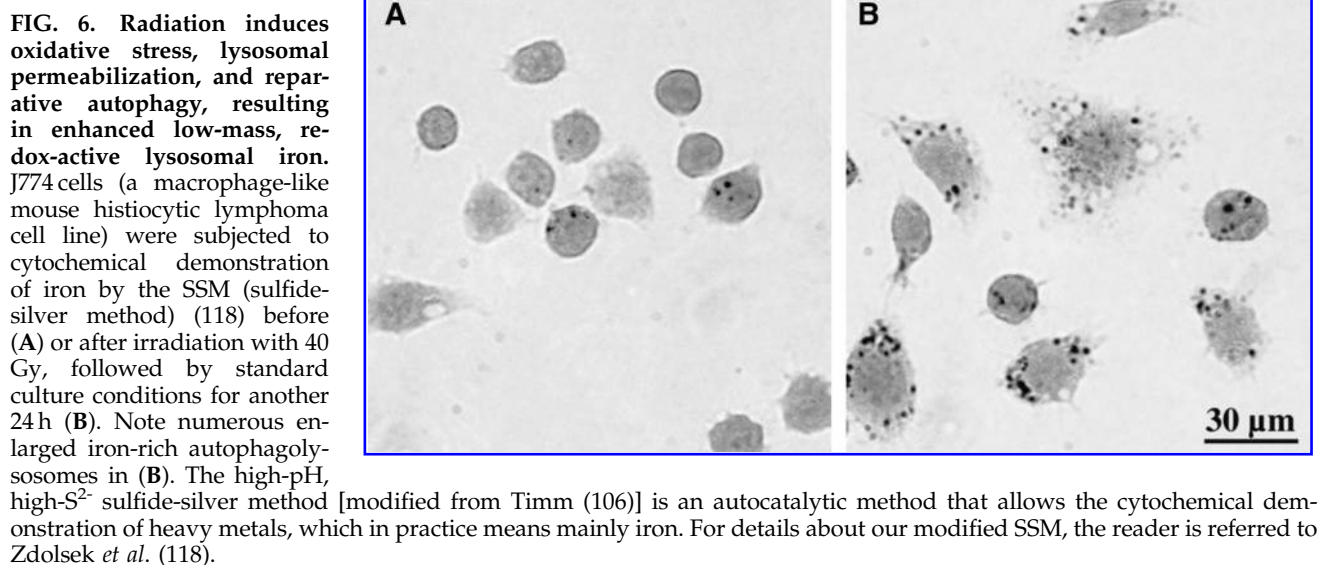 FIG. 6. Radiation induces
oxidative stress, lysosomal
permeabilization, and repar-
ative autophagy, resulting
in enhanced low-mass, re-
dox-active lysosomal iron.
J774 cells (a macrophage-like
mouse histiocytic lymphoma
cell line) were subjected to
cytochemical demonstration
of iron by the SSM (sulfide-
silver method) (118) before
(A) or after irradiation with 40
Gy, followed by standard
culture conditions for another
24 h (B). Note numerous en-
larged iron-rich autophagoly-
sosomes in (B). The high-pH,
high-S2- sulfide-silver method [modified from Timm (106)] is an autocatalytic method that allows the cytochemical dem-
onstration of heavy metals, which in practice means mainly iron. For details about our modified SSM, the reader is referred to
Zdolsek et al. (118).
A
B
30 µm